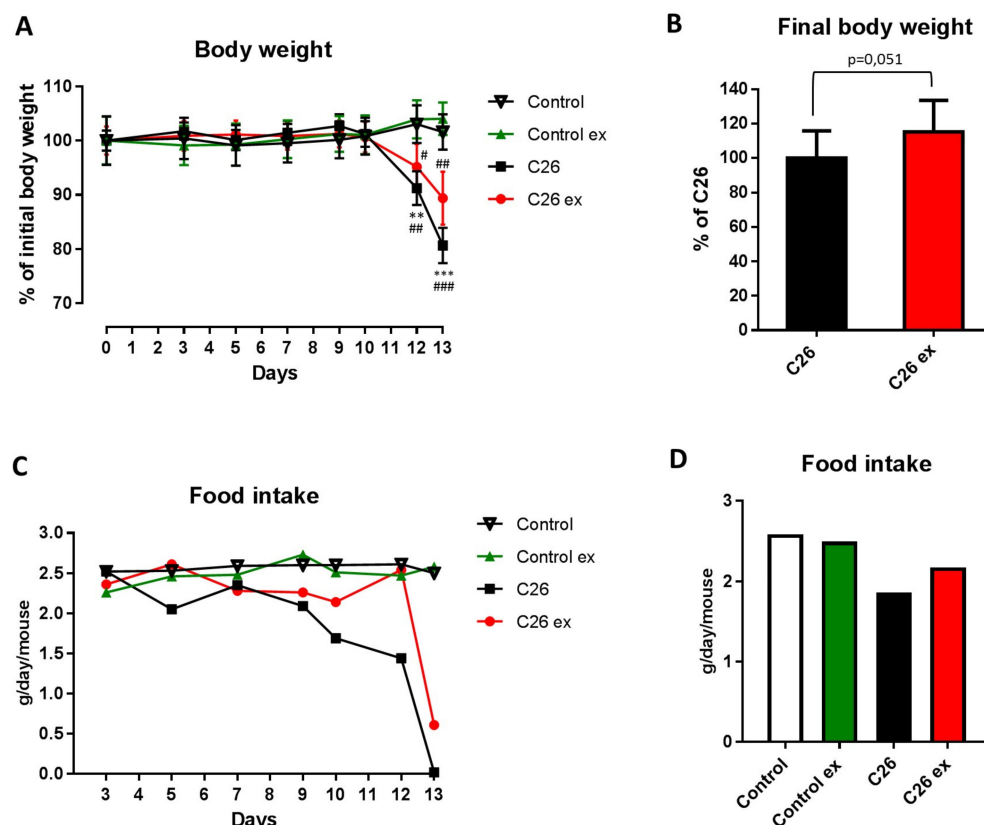 A
Body weight
% of initial body weight
110
100
90
80
70
#
##
**
##
***
###
0 1 2 3 4 5 6 7 8 9 10 11 12 13
Days
Control
Control ex
C26
C26 ex
B
Final body weight
p=0,051
% of C26
140
120
100
80
60
40
20
0
C26
C26 ex
C
Food intake
g/day/mouse
3.0
2.5
2.0
1.5
1.0
0.5
0.0
3 4 5 6 7 8 9 10 11 12 13
Days
Control
Control ex
C26
C26 ex
D
Food intake
g/day/mouse
3
2
1
0
Control
Control ex
C26
C26 ex